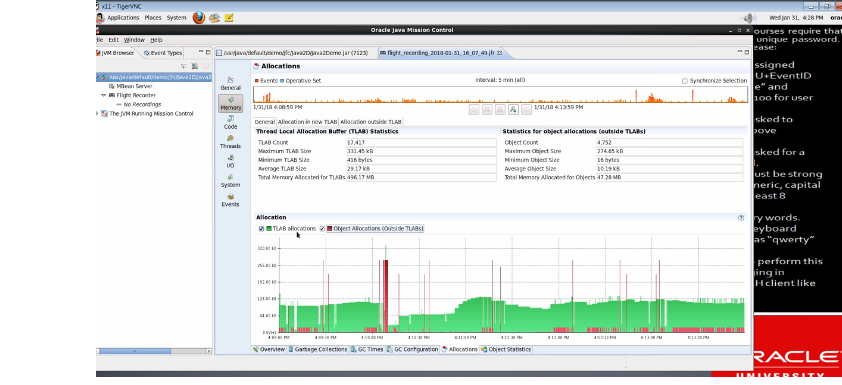 x11 - TigerVNC
Applications Places System
Wed Jan 31, 4:28 PM
Oracle Java Mission Control
File Edit Window Help
JVM Browser Event Types
/usr/java/default/demo/jfc/Java2D/Java2Demo.jar (7123)
flight_recording_2018-01-31_16_07_49.jfr
MBean Server
Flight Recorder
No Recordings
The JVM Running Mission Control
General
Memory
Code
Threads
I/O
System
Events
Allocations
Events Operative Set
Interval: 5 min (all)
Synchronize Selection
1/31/18 4:08:59 PM
1/31/18 4:13:59 PM
General Allocation in new TLAB Allocation outside TLAB
Thread Local Allocation Buffer (TLAB) Statistics
TLAB Count 17,417
Maximum TLAB Size 331.45 kB
Minimum TLAB Size 416 bytes
Average TLAB Size 29.17 kB
Total Memory Allocated for TLABs 496.17 MB
Statistics for object allocations (outside TLABs)
Object Count 4,752
Maximum Object Size 274.65 kB
Minimum Object Size 16 bytes
Average Object Size 10.19 kB
Total Memory Allocated for Objects 47.28 MB
Allocation
TLAB allocations Object Allocations (Outside TLABs)
Overview Garbage Collections GC Times GC Configuration Allocations Object Statistics
ourses require that
unique password.
ease:
ssigned
U+EventID
e" and
100 for user
sked to
bove
sked for a
ust be strong
neric, capital
east 8
ry words.
eyboard
as "qwerty"
perform this
ging in
H client like
RACLE
UNIVERSITY